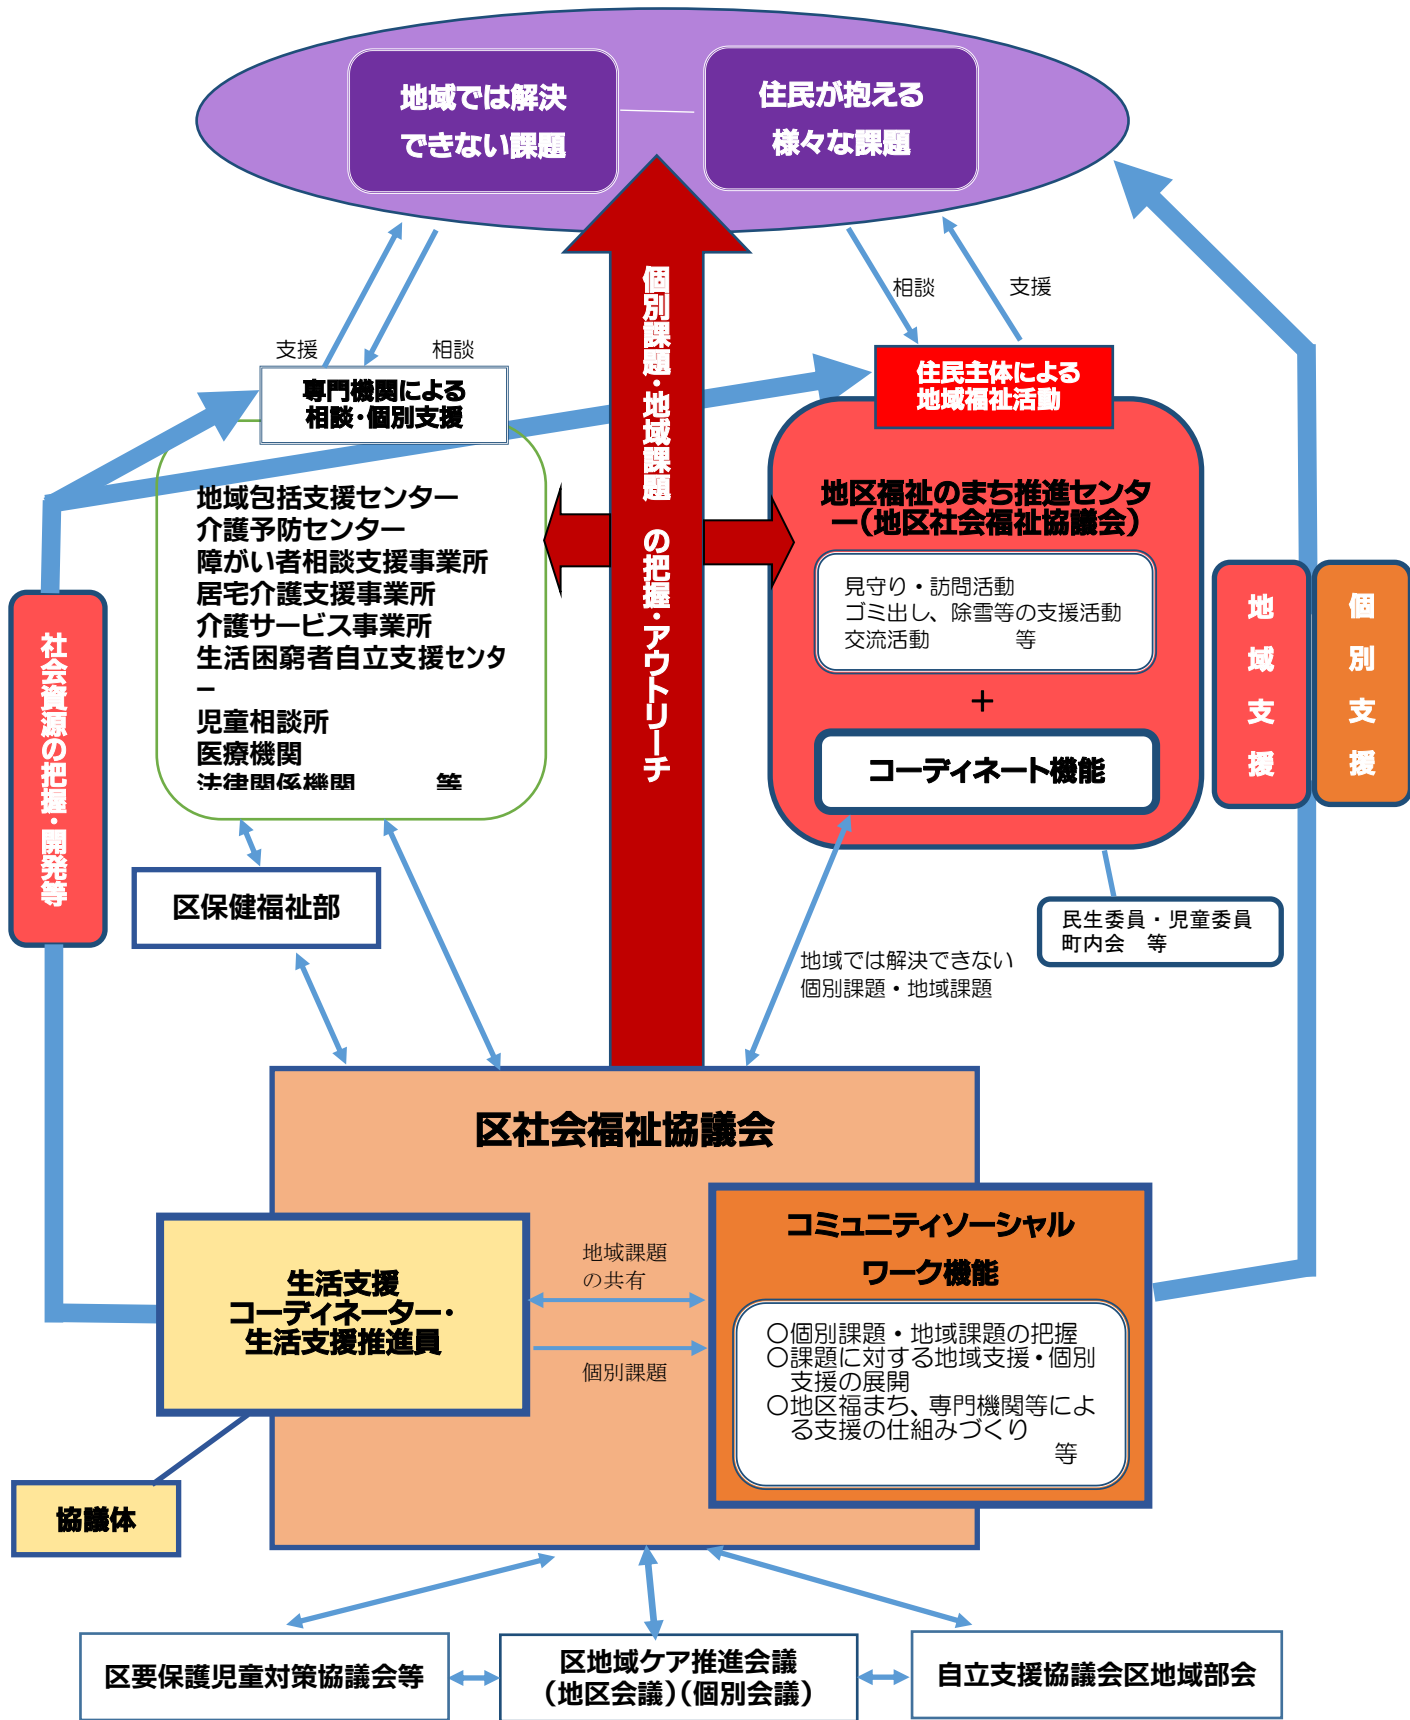 地域では解決
できない課題
住民が抱える
様々な課題
個別課題・地域課題　の把握・アウトリーチ
相談
支援
支援
相談
専門機関による
相談・個別支援
住民主体による
地域福祉活動
地域包括支援センター
介護予防センター
障がい者相談支援事業所
居宅介護支援事業所
介護サービス事業所
生活困窮者自立支援センタ
ー
児童相談所
医療機関
法律関係機関　　　等
地区福祉のまち推進センタ
ー（地区社会福祉協議会）
見守り・訪問活動
ゴミ出し、除雪等の支援活動
交流活動　　　　等
＋
コーディネート機能
社会資源の把握・開発等
地域支援
個別支援
区保健福祉部
民生委員・児童委員
町内会　等
地域では解決できない
個別課題・地域課題
区社会福祉協議会
生活支援
コーディネーター・
生活支援推進員
地域課題
の共有
個別課題
コミュニティソーシャル
ワーク機能
○個別課題・地域課題の把握
○課題に対する地域支援・個別
支援の展開
○地区福まち、専門機関等によ
る支援の仕組みづくり
等
協議体
区要保護児童対策協議会等
区地域ケア推進会議
（地区会議）（個別会議）
自立支援協議会区地域部会